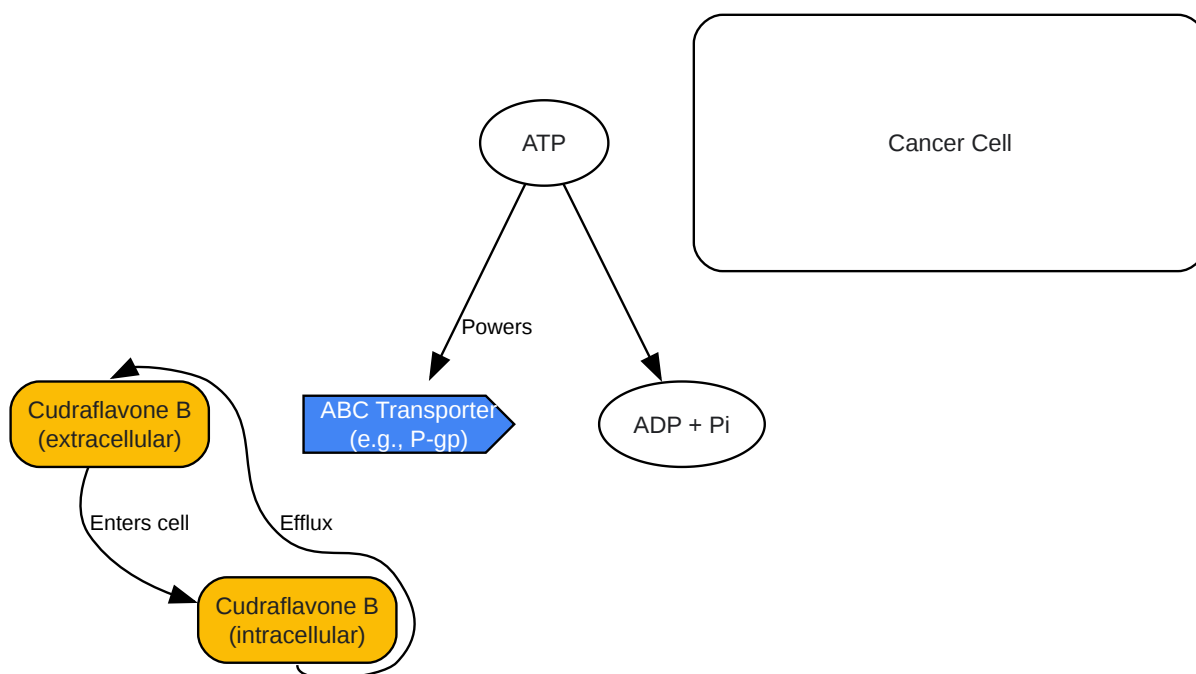 ATP
Cancer Cell
Powers
Cudraflavone B
(extracellular)
ABC Transporter
(e.g., P-gp)
ADP + Pi
Enters cell
Efflux
Cudraflavone B
(intracellular)